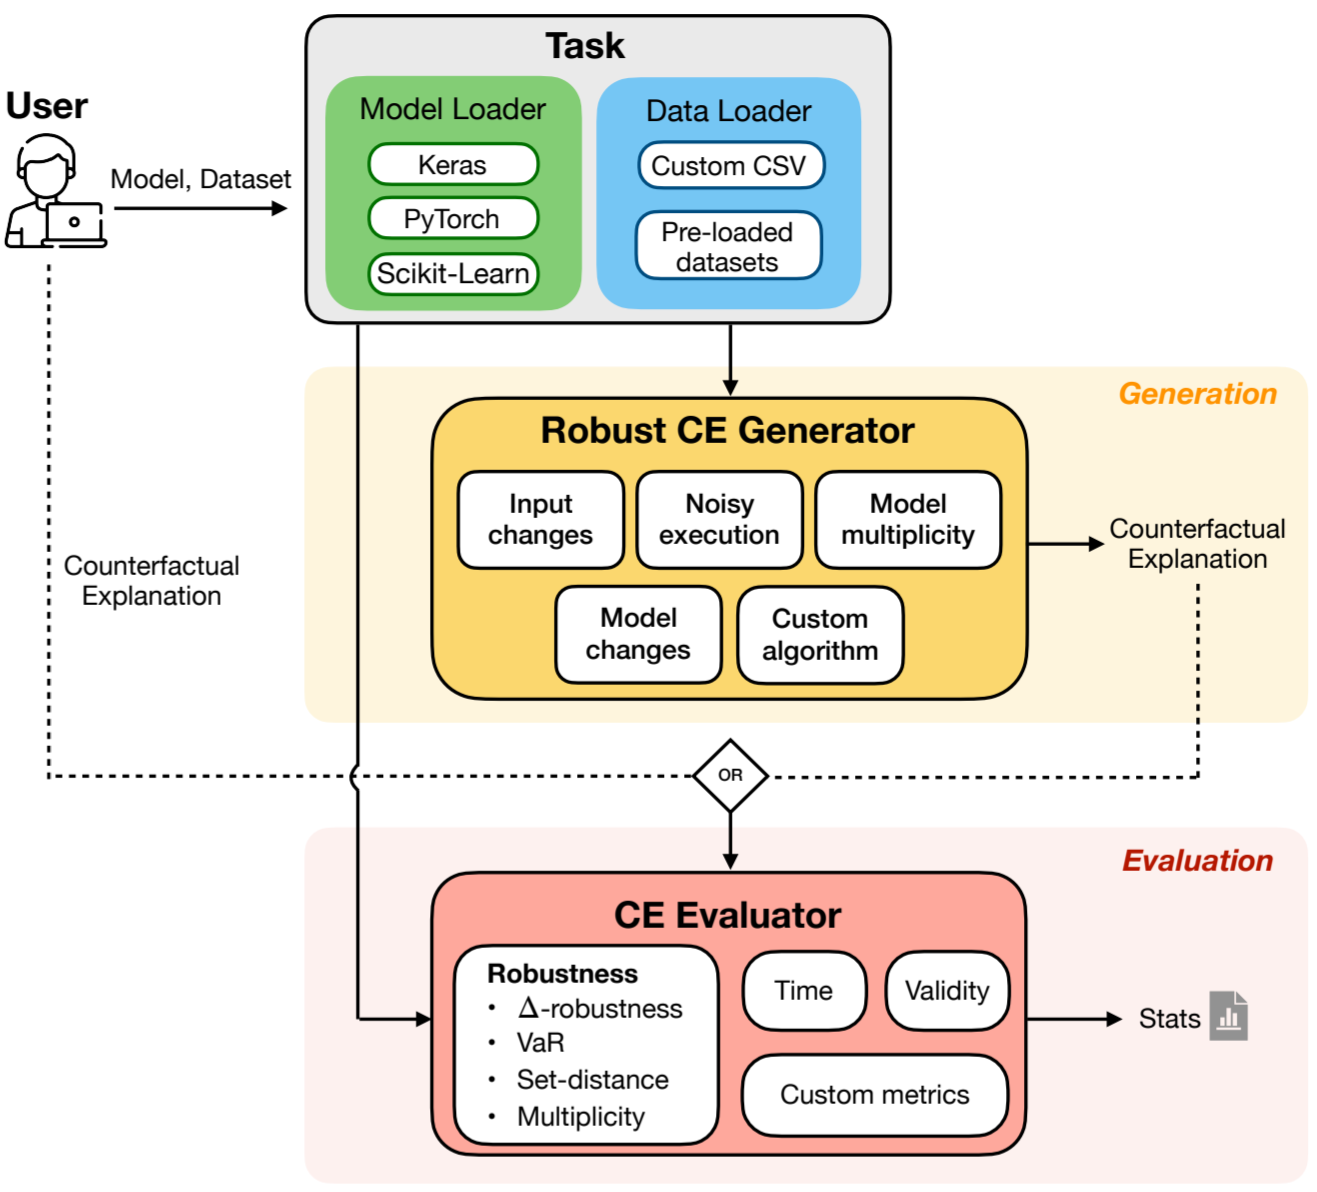 Task
User
Model Loader
Data Loader
Keras
Custom CSV
Model, Dataset
PyTorch
Pre-loaded
datasets
Scikit-Learn
Generation
Robust CE Generator
Input
changes
Noisy
execution
Model
multiplicity
Counterfactual
Explanation
Counterfactual
Explanation
Model
changes
Custom
algorithm
OR
Evaluation
CE Evaluator
Robustness
• Δ-robustness
• VaR
• Set-distance
• Multiplicity
Time
Validity
Custom metrics
Stats